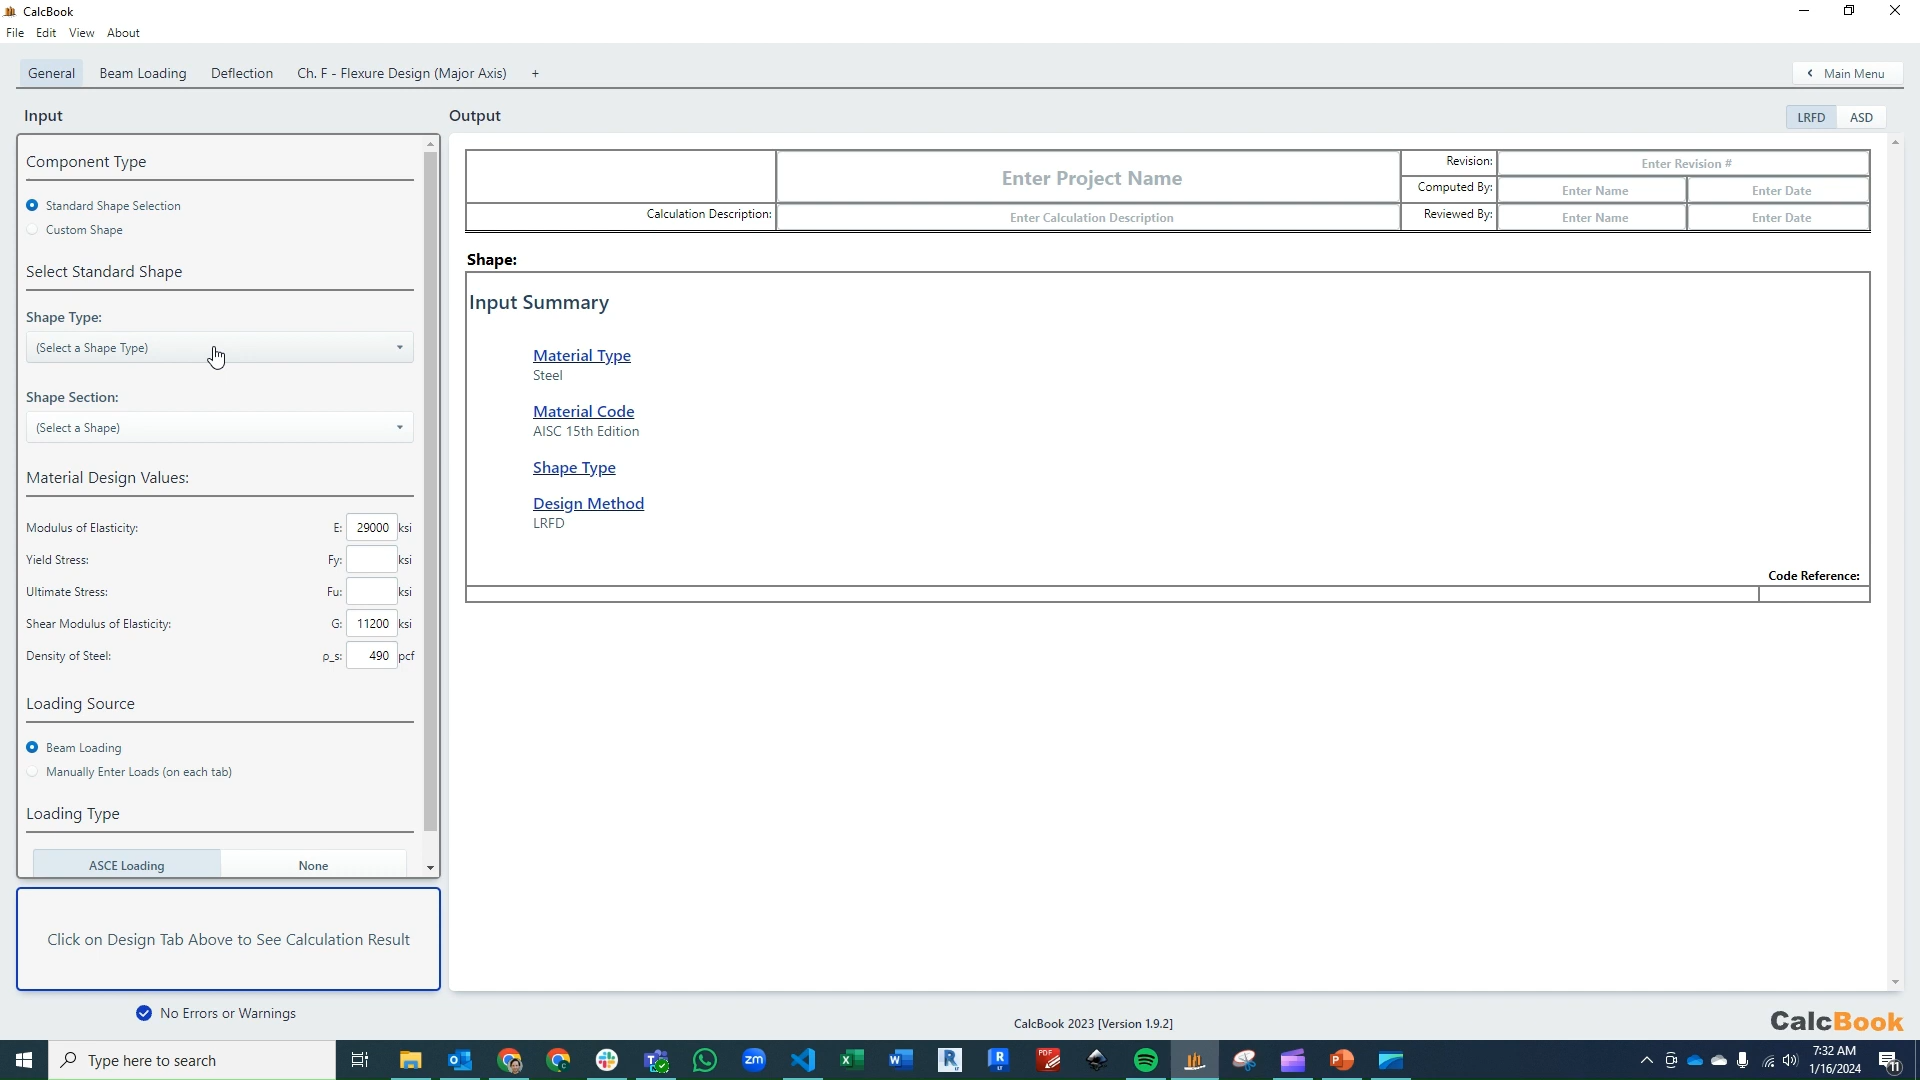 CalcBook
File Edit View About
General Beam Loading Deflection Ch. F - Flexure Design (Major Axis) +
Main Menu
Input
Output
LRFD ASD
Component Type
Standard Shape Selection
Custom Shape
Select Standard Shape
Shape Type:
(Select a Shape Type)
Shape Section:
(Select a Shape)
Material Design Values:
Modulus of Elasticity: E: 29000 ksi
Yield Stress: Fy: ksi
Ultimate Stress: Fu: ksi
Shear Modulus of Elasticity: G: 11200 ksi
Density of Steel: ρ_s: 490 pcf
Loading Source
Beam Loading
Manually Enter Loads (on each tab)
Loading Type
ASCE Loading None
Click on Design Tab Above to See Calculation Result
No Errors or Warnings
Enter Project Name
Revision: Enter Revision #
Computed By: Enter Name Enter Date
Calculation Description: Enter Calculation Description
Reviewed By: Enter Name Enter Date
Shape:
Input Summary
Material Type
Steel
Material Code
AISC 15th Edition
Shape Type
Design Method
LRFD
Code Reference:
CalcBook 2023 [Version 1.9.2]
CalcBook
Type here to search
zm
PDF
7:32 AM
1/16/2024
11